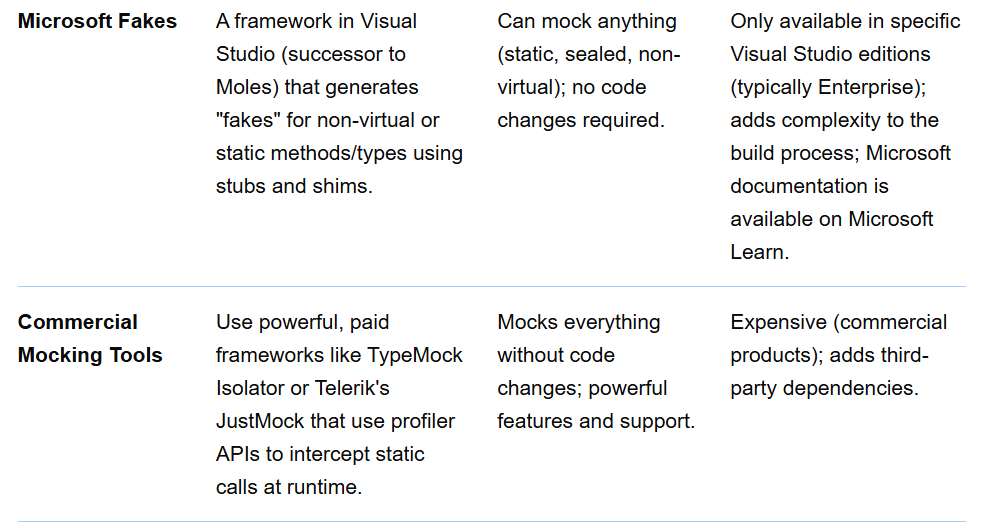 Microsoft Fakes
A framework in Visual
Studio (successor to
Moles) that generates
"fakes" for non-virtual or
static methods/types using
stubs and shims.
Can mock anything
(static, sealed, non-
virtual); no code
changes required.
Only available in specific
Visual Studio editions
(typically Enterprise);
adds complexity to the
build process; Microsoft
documentation is
available on Microsoft
Learn.
Commercial
Mocking Tools
Use powerful, paid
frameworks like TypeMock
Isolator or Telerik's
JustMock that use profiler
APIs to intercept static
calls at runtime.
Mocks everything
without code
changes; powerful
features and support.
Expensive (commercial
products); adds third-
party dependencies.